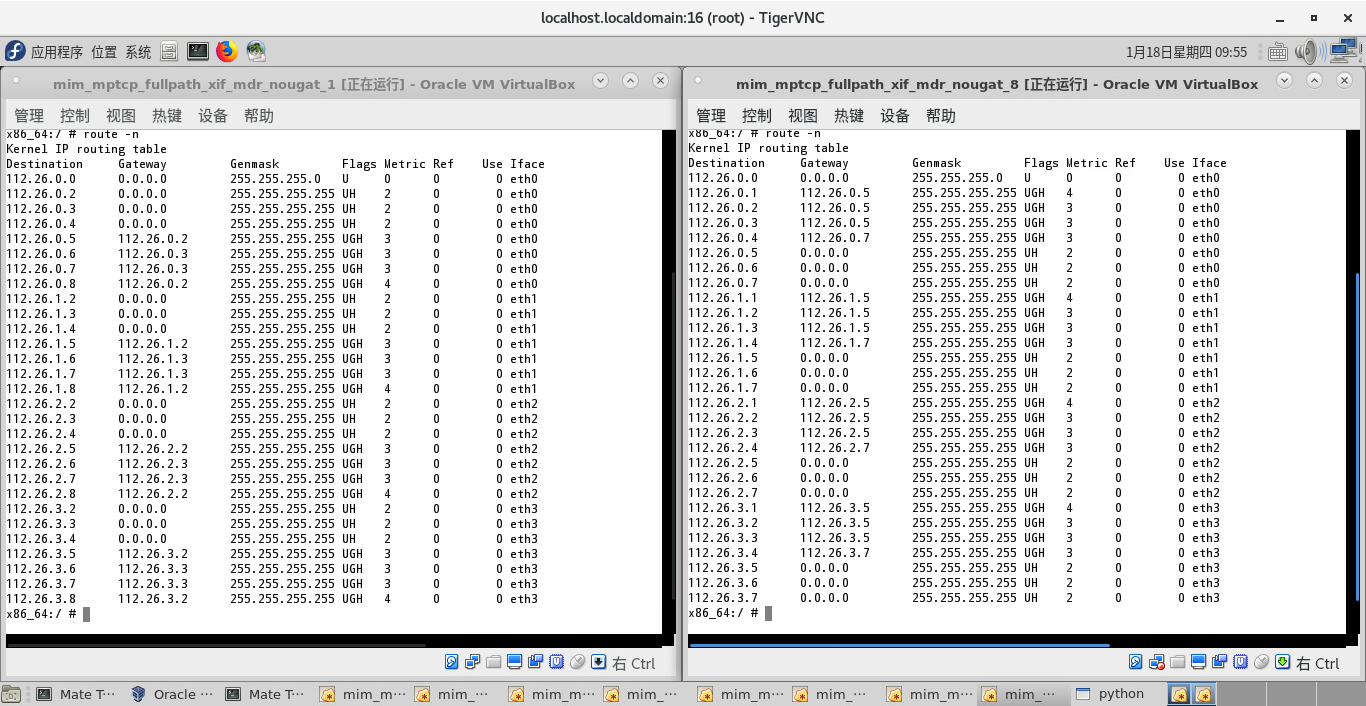 localhost.localdomain:16 (root) - TigerVNC
应用程序 位置 系统
1月18日星期四 09:55
mim_mptcp_fullpath_xif_mdr_nougat_1 [正在运行] - Oracle VM VirtualBox
管理 控制 视图 热键 设备 帮助
x86_64:/ # route -n
Kernel IP routing table
Destination Gateway Genmask Flags Metric Ref Use Iface
112.26.0.0 0.0.0.0 255.255.255.0 U 0 0 0 eth0
112.26.0.2 0.0.0.0 255.255.255.255 UH 2 0 0 eth0
112.26.0.3 0.0.0.0 255.255.255.255 UH 2 0 0 eth0
112.26.0.4 0.0.0.0 255.255.255.255 UH 2 0 0 eth0
112.26.0.5 112.26.0.2 255.255.255.255 UGH 3 0 0 eth0
112.26.0.6 112.26.0.3 255.255.255.255 UGH 3 0 0 eth0
112.26.0.7 112.26.0.3 255.255.255.255 UGH 3 0 0 eth0
112.26.0.8 112.26.0.2 255.255.255.255 UGH 4 0 0 eth0
112.26.1.2 0.0.0.0 255.255.255.255 UH 2 0 0 eth1
112.26.1.3 0.0.0.0 255.255.255.255 UH 2 0 0 eth1
112.26.1.4 0.0.0.0 255.255.255.255 UH 2 0 0 eth1
112.26.1.5 112.26.1.2 255.255.255.255 UGH 3 0 0 eth1
112.26.1.6 112.26.1.3 255.255.255.255 UGH 3 0 0 eth1
112.26.1.7 112.26.1.3 255.255.255.255 UGH 3 0 0 eth1
112.26.1.8 112.26.1.2 255.255.255.255 UGH 4 0 0 eth1
112.26.2.2 0.0.0.0 255.255.255.255 UH 2 0 0 eth2
112.26.2.3 0.0.0.0 255.255.255.255 UH 2 0 0 eth2
112.26.2.4 0.0.0.0 255.255.255.255 UH 2 0 0 eth2
112.26.2.5 112.26.2.2 255.255.255.255 UGH 3 0 0 eth2
112.26.2.6 112.26.2.3 255.255.255.255 UGH 3 0 0 eth2
112.26.2.7 112.26.2.3 255.255.255.255 UGH 3 0 0 eth2
112.26.2.8 112.26.2.2 255.255.255.255 UGH 4 0 0 eth2
112.26.3.2 0.0.0.0 255.255.255.255 UH 2 0 0 eth3
112.26.3.3 0.0.0.0 255.255.255.255 UH 2 0 0 eth3
112.26.3.4 0.0.0.0 255.255.255.255 UH 2 0 0 eth3
112.26.3.5 112.26.3.2 255.255.255.255 UGH 3 0 0 eth3
112.26.3.6 112.26.3.3 255.255.255.255 UGH 3 0 0 eth3
112.26.3.7 112.26.3.3 255.255.255.255 UGH 3 0 0 eth3
112.26.3.8 112.26.3.2 255.255.255.255 UGH 4 0 0 eth3
x86_64:/ #
右 Ctrl
mim_mptcp_fullpath_xif_mdr_nougat_8 [正在运行] - Oracle VM VirtualBox
管理 控制 视图 热键 设备 帮助
x86_64:/ # route -n
Kernel IP routing table
Destination Gateway Genmask Flags Metric Ref Use Iface
112.26.0.0 0.0.0.0 255.255.255.0 U 0 0 0 eth0
112.26.0.1 112.26.0.5 255.255.255.255 UGH 4 0 0 eth0
112.26.0.2 112.26.0.5 255.255.255.255 UGH 3 0 0 eth0
112.26.0.3 112.26.0.5 255.255.255.255 UGH 3 0 0 eth0
112.26.0.4 112.26.0.7 255.255.255.255 UGH 3 0 0 eth0
112.26.0.5 0.0.0.0 255.255.255.255 UH 2 0 0 eth0
112.26.0.6 0.0.0.0 255.255.255.255 UH 2 0 0 eth0
112.26.0.7 0.0.0.0 255.255.255.255 UH 2 0 0 eth0
112.26.1.1 112.26.1.5 255.255.255.255 UGH 4 0 0 eth1
112.26.1.2 112.26.1.5 255.255.255.255 UGH 3 0 0 eth1
112.26.1.3 112.26.1.5 255.255.255.255 UGH 3 0 0 eth1
112.26.1.4 112.26.1.7 255.255.255.255 UGH 3 0 0 eth1
112.26.1.5 0.0.0.0 255.255.255.255 UH 2 0 0 eth1
112.26.1.6 0.0.0.0 255.255.255.255 UH 2 0 0 eth1
112.26.1.7 0.0.0.0 255.255.255.255 UH 2 0 0 eth1
112.26.2.1 112.26.2.5 255.255.255.255 UGH 4 0 0 eth2
112.26.2.2 112.26.2.5 255.255.255.255 UGH 3 0 0 eth2
112.26.2.3 112.26.2.5 255.255.255.255 UGH 3 0 0 eth2
112.26.2.4 112.26.2.7 255.255.255.255 UGH 3 0 0 eth2
112.26.2.5 0.0.0.0 255.255.255.255 UH 2 0 0 eth2
112.26.2.6 0.0.0.0 255.255.255.255 UH 2 0 0 eth2
112.26.2.7 0.0.0.0 255.255.255.255 UH 2 0 0 eth2
112.26.3.1 112.26.3.5 255.255.255.255 UGH 4 0 0 eth3
112.26.3.2 112.26.3.5 255.255.255.255 UGH 3 0 0 eth3
112.26.3.3 112.26.3.5 255.255.255.255 UGH 3 0 0 eth3
112.26.3.4 112.26.3.7 255.255.255.255 UGH 3 0 0 eth3
112.26.3.5 0.0.0.0 255.255.255.255 UH 2 0 0 eth3
112.26.3.6 0.0.0.0 255.255.255.255 UH 2 0 0 eth3
112.26.3.7 0.0.0.0 255.255.255.255 UH 2 0 0 eth3
x86_64:/ #
右 Ctrl
Mate T··· Oracle ··· Mate T··· mim_m··· mim_··· mim_m··· mim_··· mim_m··· mim_··· mim_m··· mim_··· python